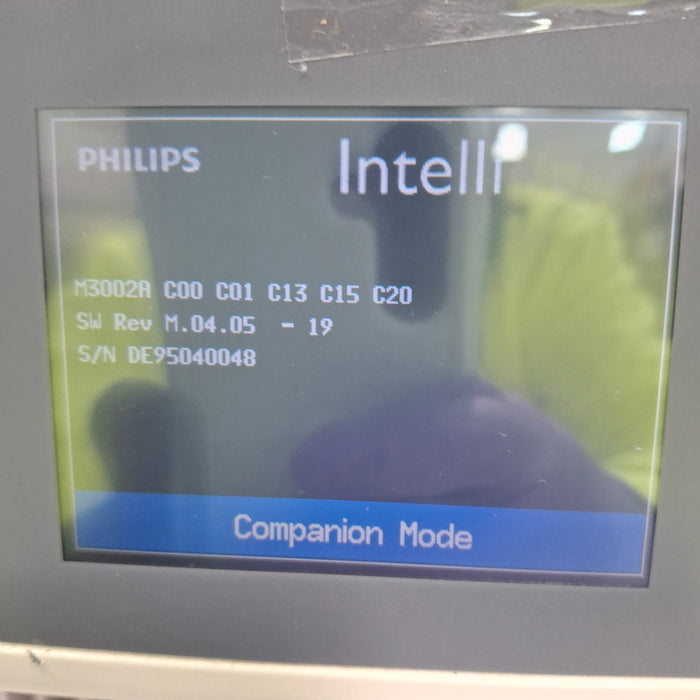 PHILIPS
Intelli
M3002A C00 C01 C13 C15 C20
SW Rev M.04.05 - 19
S/N DE95040048
Companion Mode